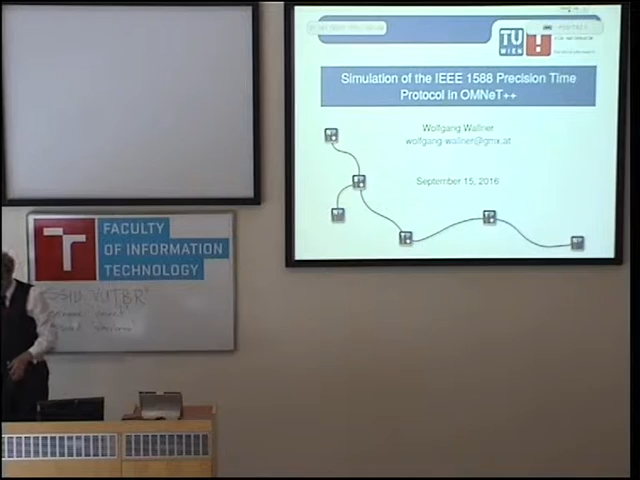 TU
WIEN
Simulation of the IEEE 1588 Precision Time
Protocol in OMNeT++
Wolfgang Wallner
wolfgang-wallner@gmx.at
September 15, 2016
FACULTY
OF INFORMATION
TECHNOLOGY
SSID